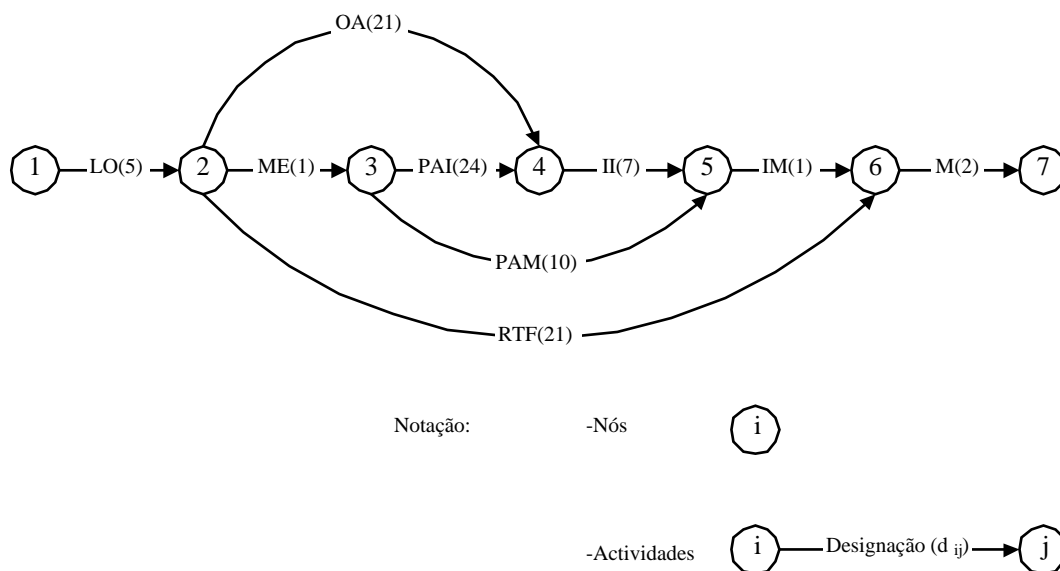 OA(21)
1 LO(5) 2 ME(1) 3 PAI(24) 4 II(7) 5 IM(1) 6 M(2) 7
PAM(10)
RTF(21)
Notação: -Nós i
-Actividades i Designação (d ij) j